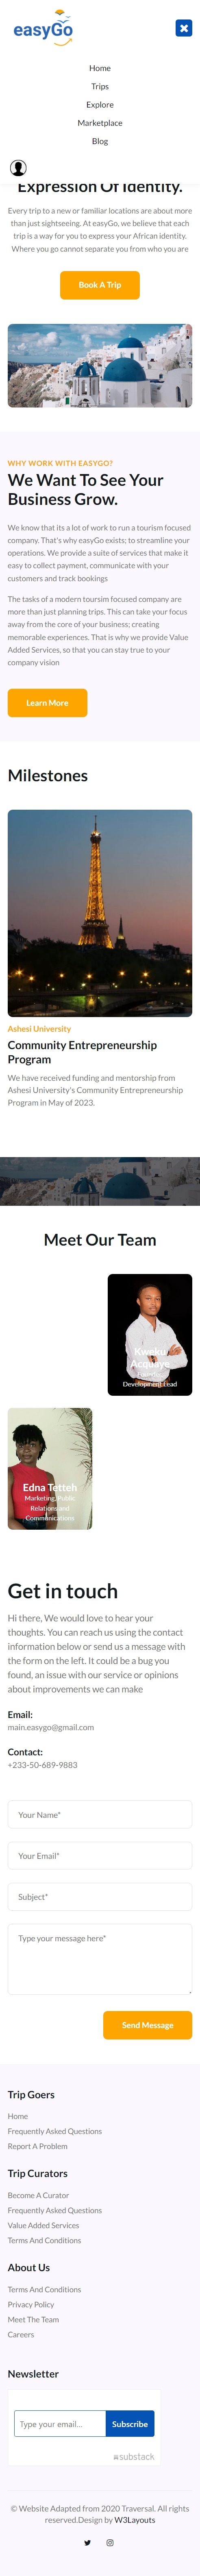 easyGo
Home
Trips
Explore
Marketplace
Blog
Expression Of Identity.
Every trip to a new or familiar locations are about more
than just sightseeing. At easyGo, we believe that each
trip is a way for you to express your African identity.
Where you go cannot separate you from who you are
Book A Trip
WHY WORK WITH EASYGO?
We Want To See Your
Business Grow.
We know that its a lot of work to run a tourism focused
company. That's why easyGo exists; to streamline your
operations. We provide a suite of services that make it
easy to collect payment, communicate with your
customers and track bookings
The tasks of a modern toursim focused company are
more than just planning trips. This can take your focus
away from the core of your business; creating
memorable experiences. That is why we provide Value
Added Services, so that you can stay true to your
company vision
Learn More
Milestones
Ashesi University
Community Entrepreneurship
Program
We have received funding and mentorship from
Ashesi University's Community Entrepreneurship
Program in May of 2023.
Meet Our Team
Kweku
Acquaye
Development Lead
Edna Tetteh
Marketing, Public
Relations and
Communications
Get in touch
Hi there, We would love to hear your
thoughts. You can reach us using the contact
information below or send us a message with
the form on the left. It could be a bug you
found, an issue with our service or opinions
about improvements we can make
Email:
main.easygo@gmail.com
Contact:
+233-50-689-9883
Your Name*
Your Email*
Subject*
Type your message here*
Send Message
Trip Goers
Home
Frequently Asked Questions
Report A Problem
Trip Curators
Become A Curator
Frequently Asked Questions
Value Added Services
Terms And Conditions
About Us
Terms And Conditions
Privacy Policy
Meet The Team
Careers
Newsletter
Type your email...
Subscribe
substack
© Website Adapted from 2020 Traversal. All rights
reserved.Design by W3Layouts